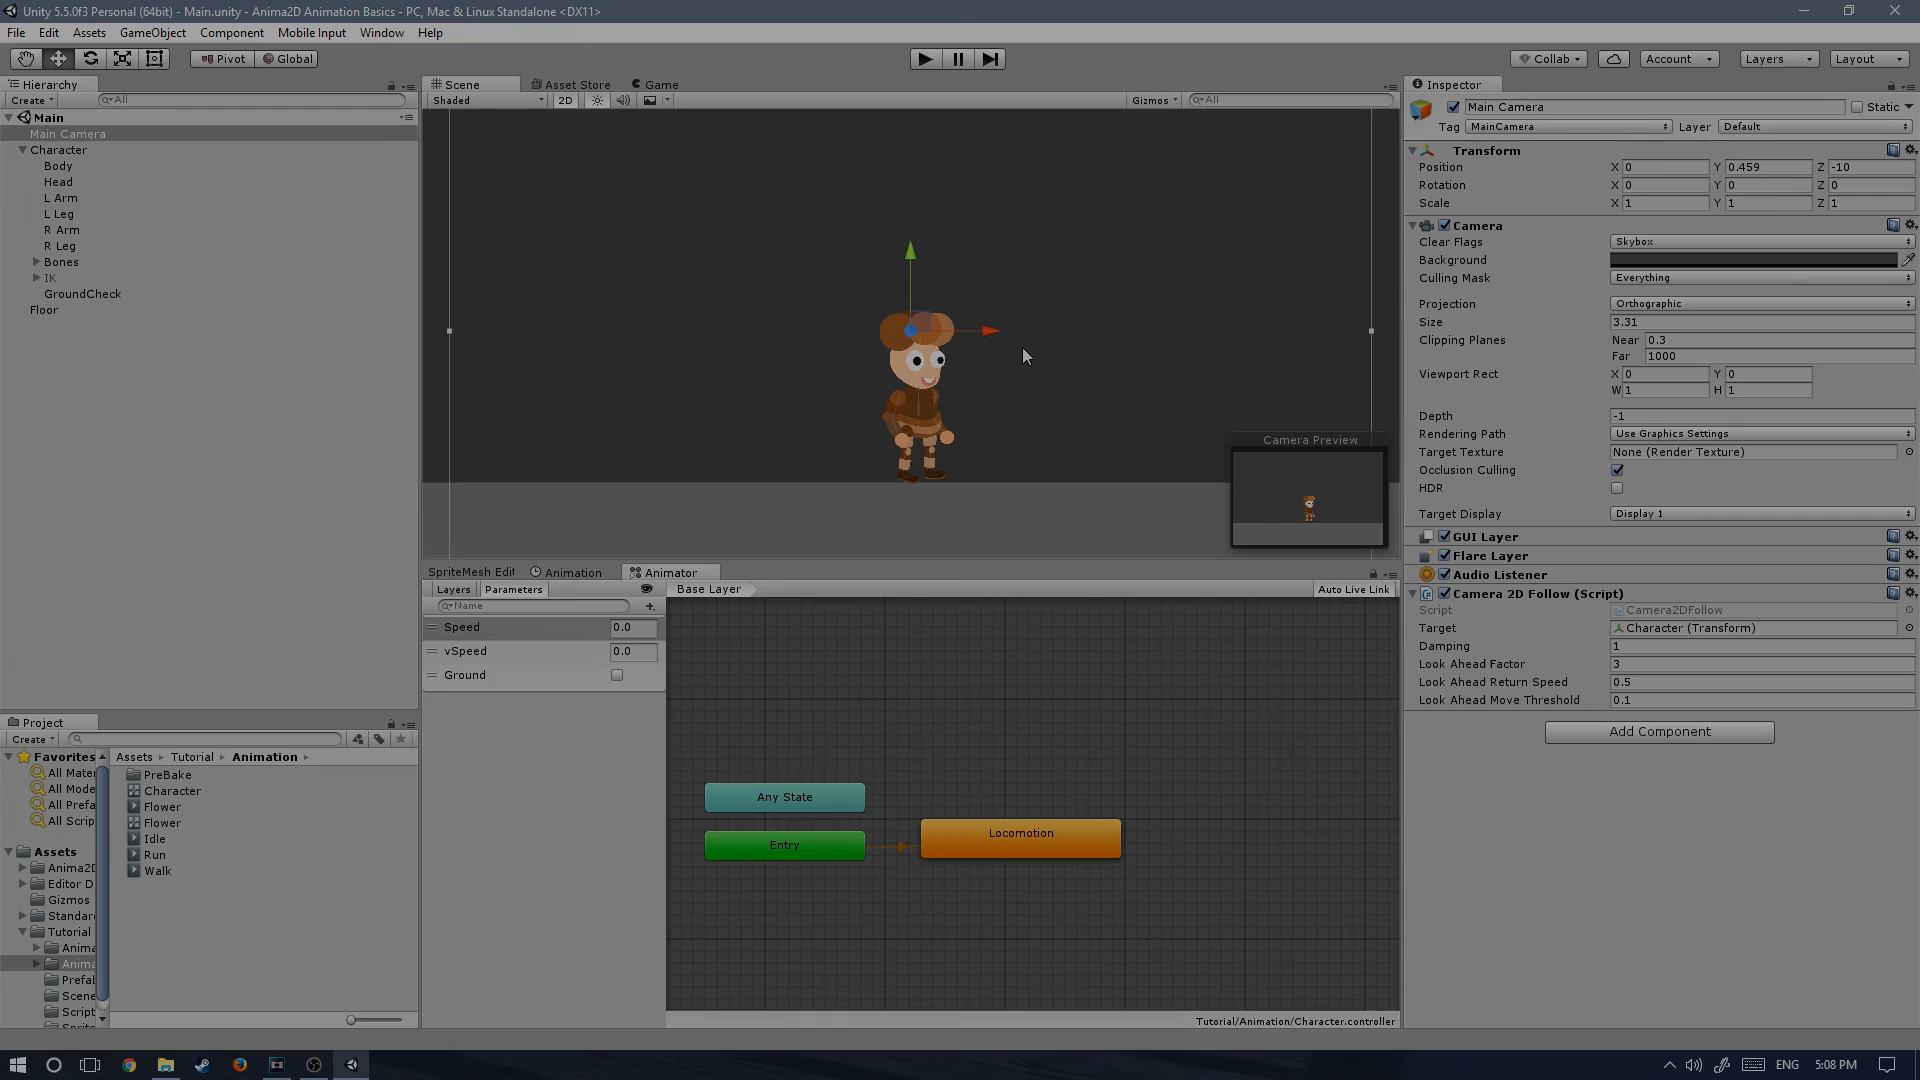 Unity 5.5.0f3 Personal (64bit) - Main.unity - Anima2D Animation Basics - PC, Mac & Linux Standalone <DX11>
File Edit Assets GameObject Component Mobile Input Window Help
Pivot Global Collab Account Layers Layout
Hierarchy
Create All
Main
Main Camera
Character
Body
Head
L Arm
L Leg
R Arm
R Leg
Bones
IK
GroundCheck
Floor
Scene Asset Store Game
Shaded 2D Gizmos All
Camera Preview
SpriteMesh Edit Animation Animator
Layers Parameters Base Layer Auto Live Link
Name
Speed 0.0
vSpeed 0.0
Ground
Any State
Entry
Locomotion
Tutorial/Animation/Character.controller
Project
Create
Favorites
All Mate
All Mode
All Prefa
All Scrip
Assets
Anima2D
Editor D
Gizmos
Standar
Tutorial
Anima
Anima
Prefab
Scene
Script
Assets Tutorial Animation
PreBake
Character
Flower
Flower
Idle
Run
Walk
Inspector
Main Camera Static
Tag MainCamera Layer Default
Transform
Position X 0 Y 0.459 Z -10
Rotation X 0 Y 0 Z 0
Scale X 1 Y 1 Z 1
Camera
Clear Flags Skybox
Background
Culling Mask Everything
Projection Orthographic
Size 3.31
Clipping Planes Near 0.3
Far 1000
Viewport Rect X 0 Y 0
W 1 H 1
Depth -1
Rendering Path Use Graphics Settings
Target Texture None (Render Texture)
Occlusion Culling
HDR
Target Display Display 1
GUI Layer
Flare Layer
Audio Listener
Camera 2D Follow (Script)
Script Camera2DFollow
Target Character (Transform)
Damping 1
Look Ahead Factor 3
Look Ahead Return Speed 0.5
Look Ahead Move Threshold 0.1
Add Component
ENG 5:08 PM